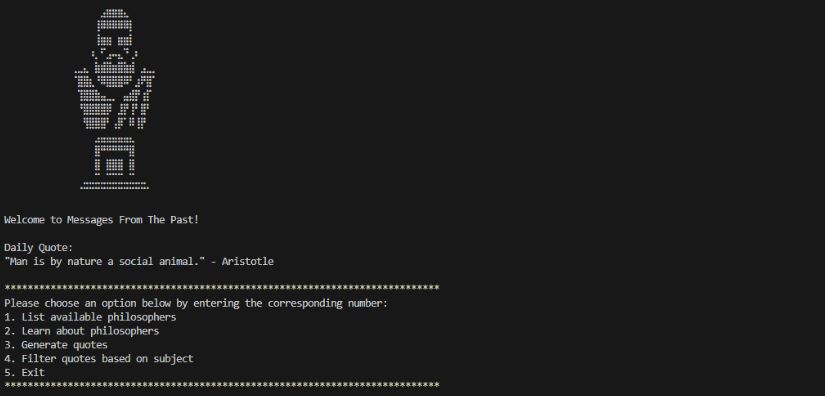 Welcome to Messages From The Past!
Daily Quote:
"Man is by nature a social animal." - Aristotle
******************************************************************************
Please choose an option below by entering the corresponding number:
1. List available philosophers
2. Learn about philosophers
3. Generate quotes
4. Filter quotes based on subject
5. Exit
******************************************************************************